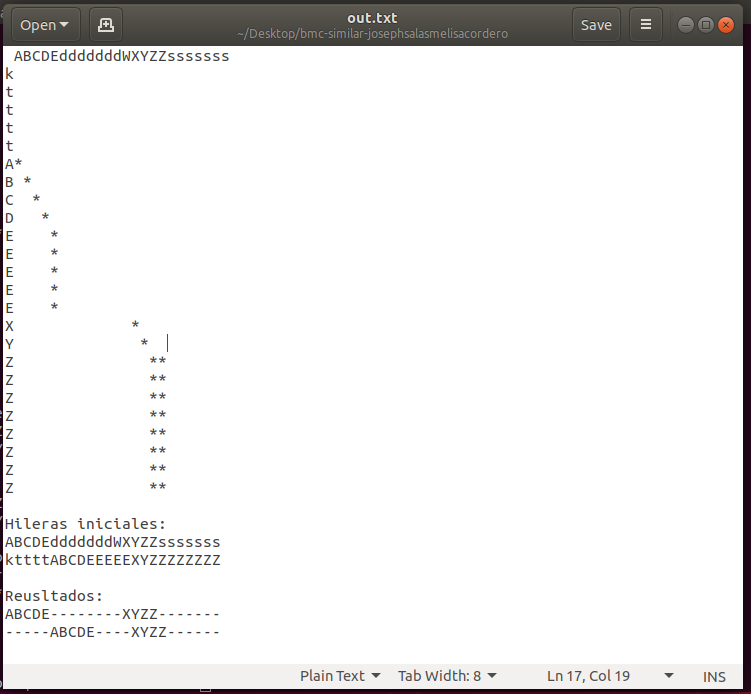 Open
out.txt
~/Desktop/bmc-similar-josephsalasmelisacordero
Save
 ABCDEdddddddWXYZZsssssss
k
t
t
t
t
A*
B *
C  *
D   *
E    *
E    *
E    *
E    *
E    *
X             *
Y              *
Z               **
Z               **
Z               **
Z               **
Z               **
Z               **
Z               **
Z               **
Hileras iniciales:
ABCDEdddddddWXYZZsssssss
kttttABCDEEEEEXYZZZZZZZZ
Reusltados:
ABCDE--------XYZZ-------
-----ABCDE----XYZZ------
Plain Text Tab Width: 8 Ln 17, Col 19 INS